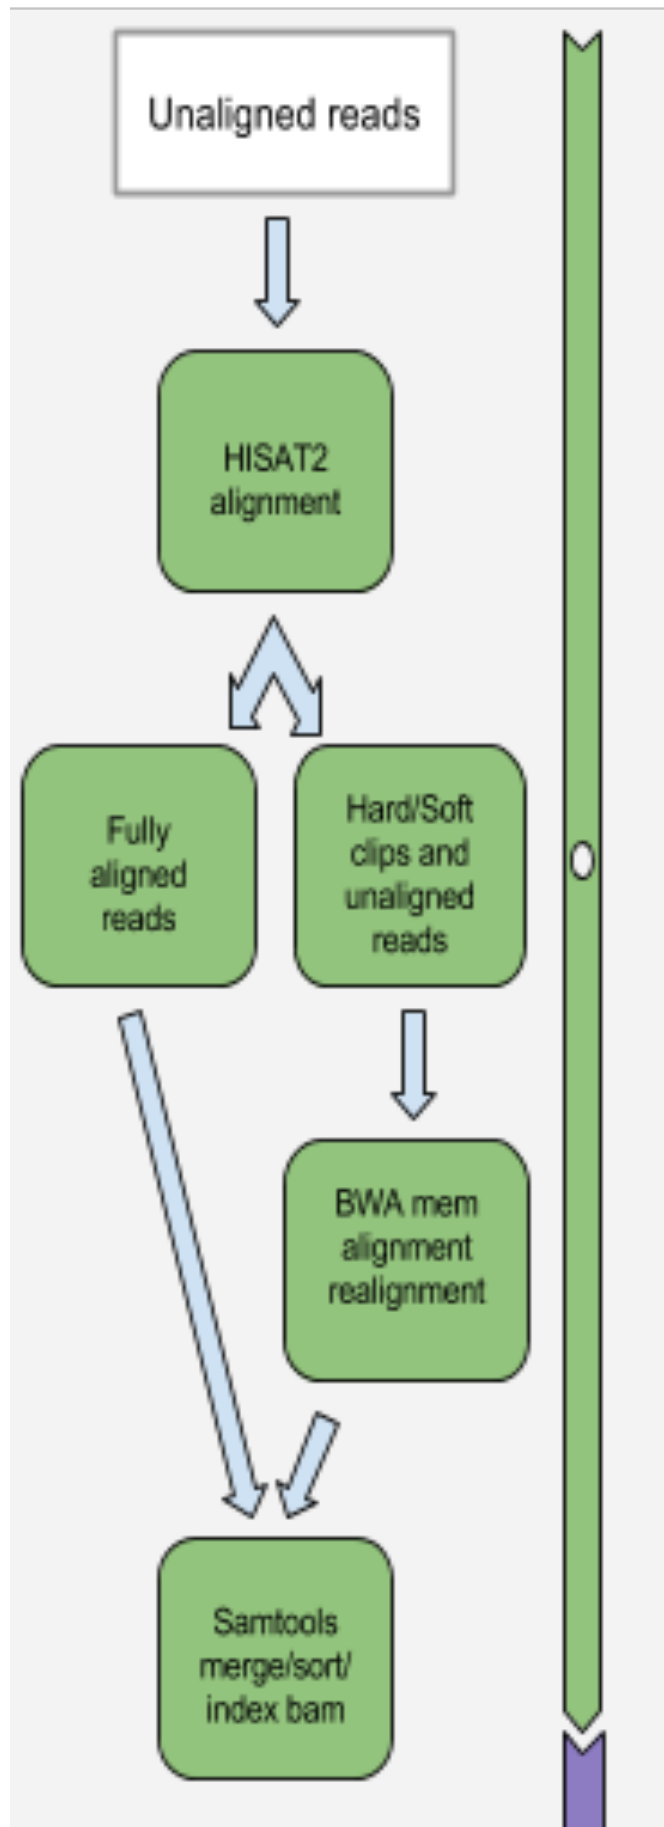 Unaligned reads
HISAT2
alignment
Fully
aligned
reads
Hard/Soft
clips and
unaligned
reads
BWA mem
alignment
realignment
Samtools
merge/sort/
index bam